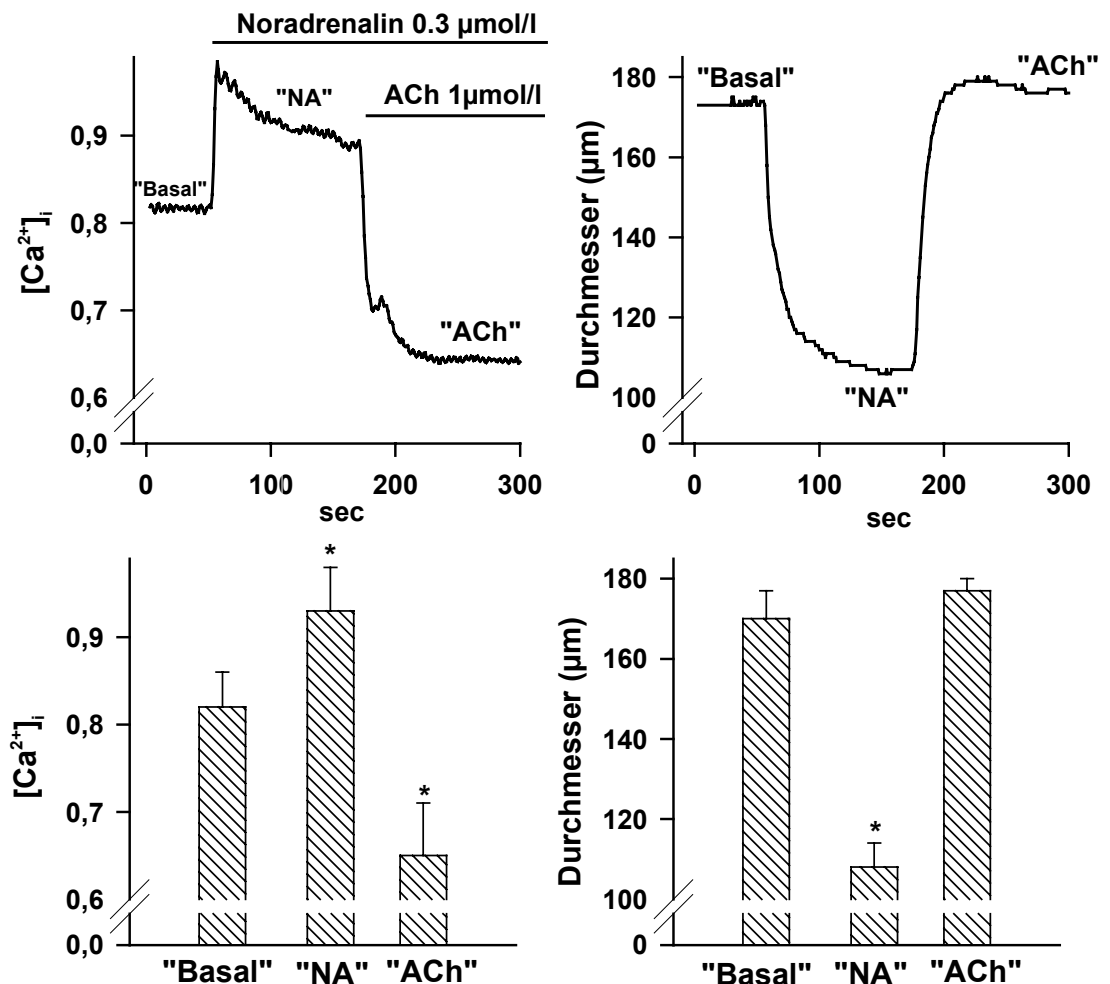 Noradrenalin 0.3 µmol/l
"NA"
ACh 1µmol/l
"Basal"
"ACh"
[Ca²⁺]ᵢ
0,9
0,8
0,7
0,6
0,0
0 100 200 300
sec
"Basal"
"ACh"
"NA"
Durchmesser (µm)
180
160
140
120
100
0
0 100 200 300
sec
[Ca²⁺]ᵢ
0,9
0,8
0,7
0,6
0,0
* *
"Basal" "NA" "ACh"
Durchmesser (µm)
180
160
140
120
100
0
*
"Basal" "NA" "ACh"